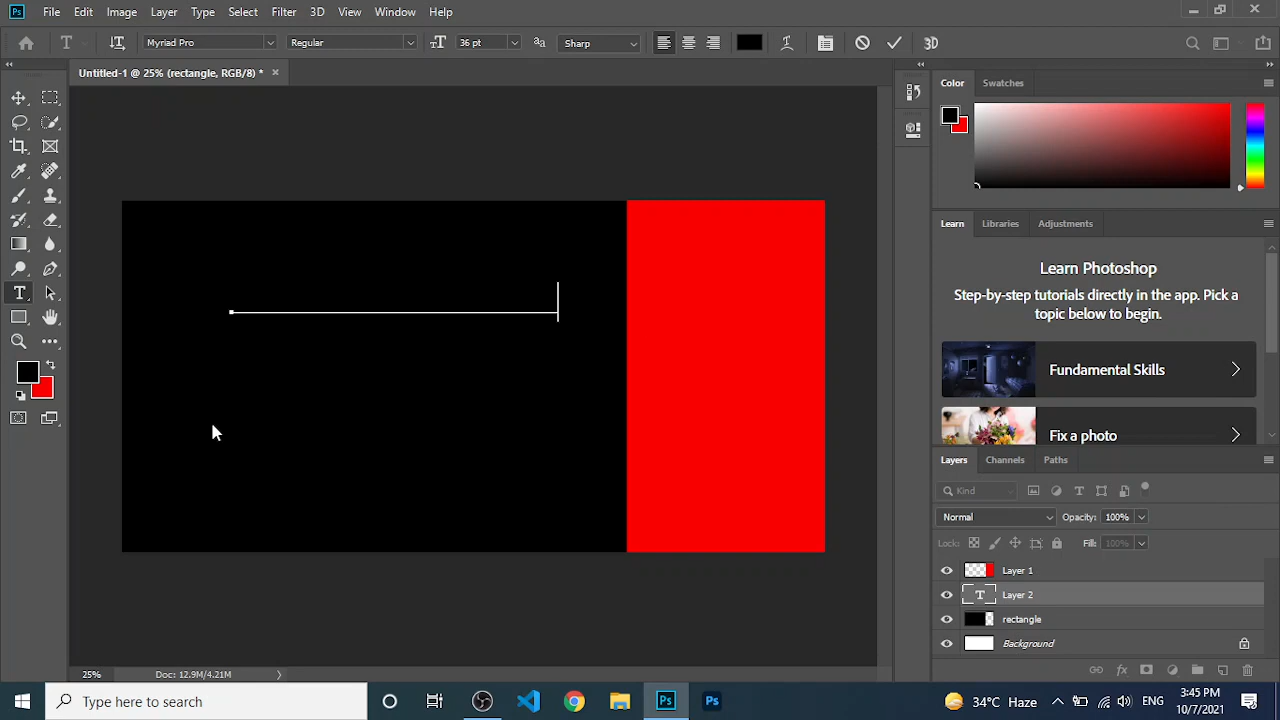 Ps File Edit Image Layer Type Select Filter 3D View Window Help
T Myriad Pro Regular 36 pt Sharp 3D
Untitled-1 @ 25% (rectangle, RGB/8) *
Color Swatches
Learn Libraries Adjustments
Learn Photoshop
Step-by-step tutorials directly in the app. Pick a
topic below to begin.
Fundamental Skills
Fix a photo
Layers Channels Paths
Kind
Normal Opacity: 100%
Lock: Fill: 100%
Layer 1
T Layer 2
rectangle
Background
25% Doc: 12.9M/4.21M
Type here to search
Ps Ps 34°C Haze ENG 3:45 PM
10/7/2021